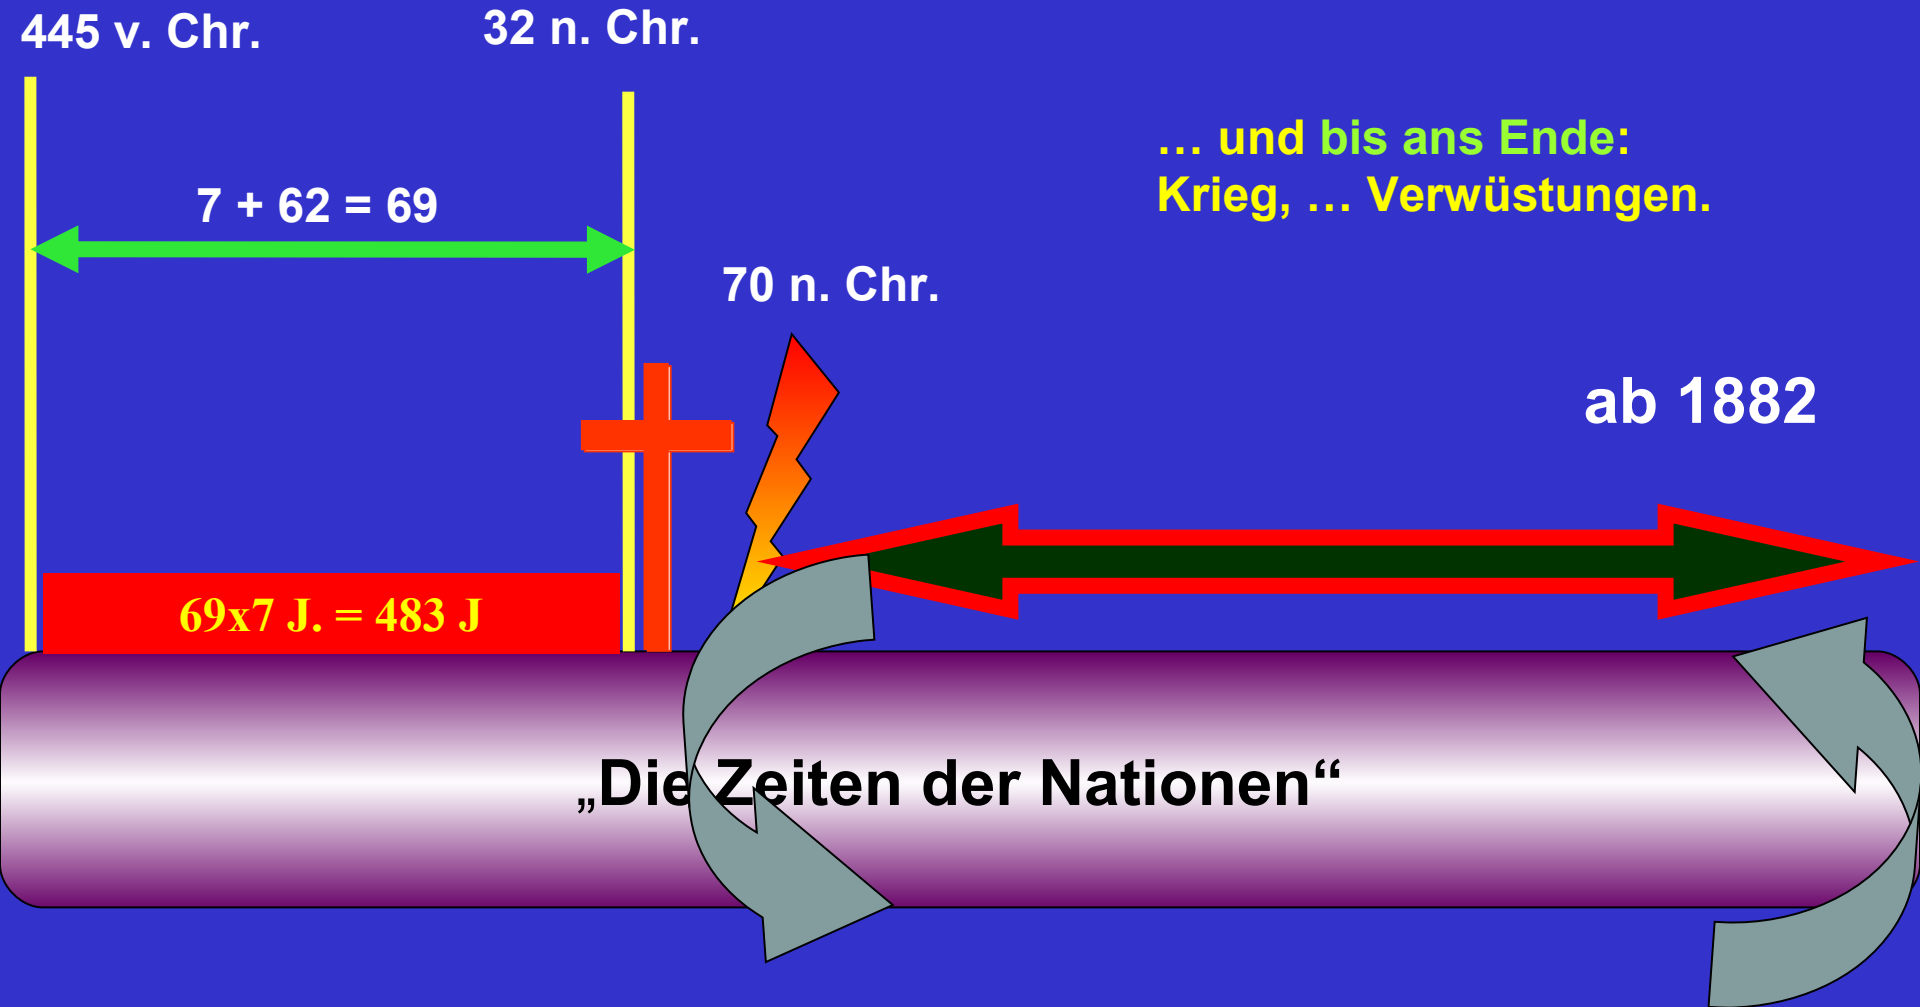 445 v. Chr.
32 n. Chr.
… und bis ans Ende:
Krieg, … Verwüstungen.
7 + 62 = 69
70 n. Chr.
ab 1882
69x7 J. = 483 J
„Die Zeiten der Nationen“